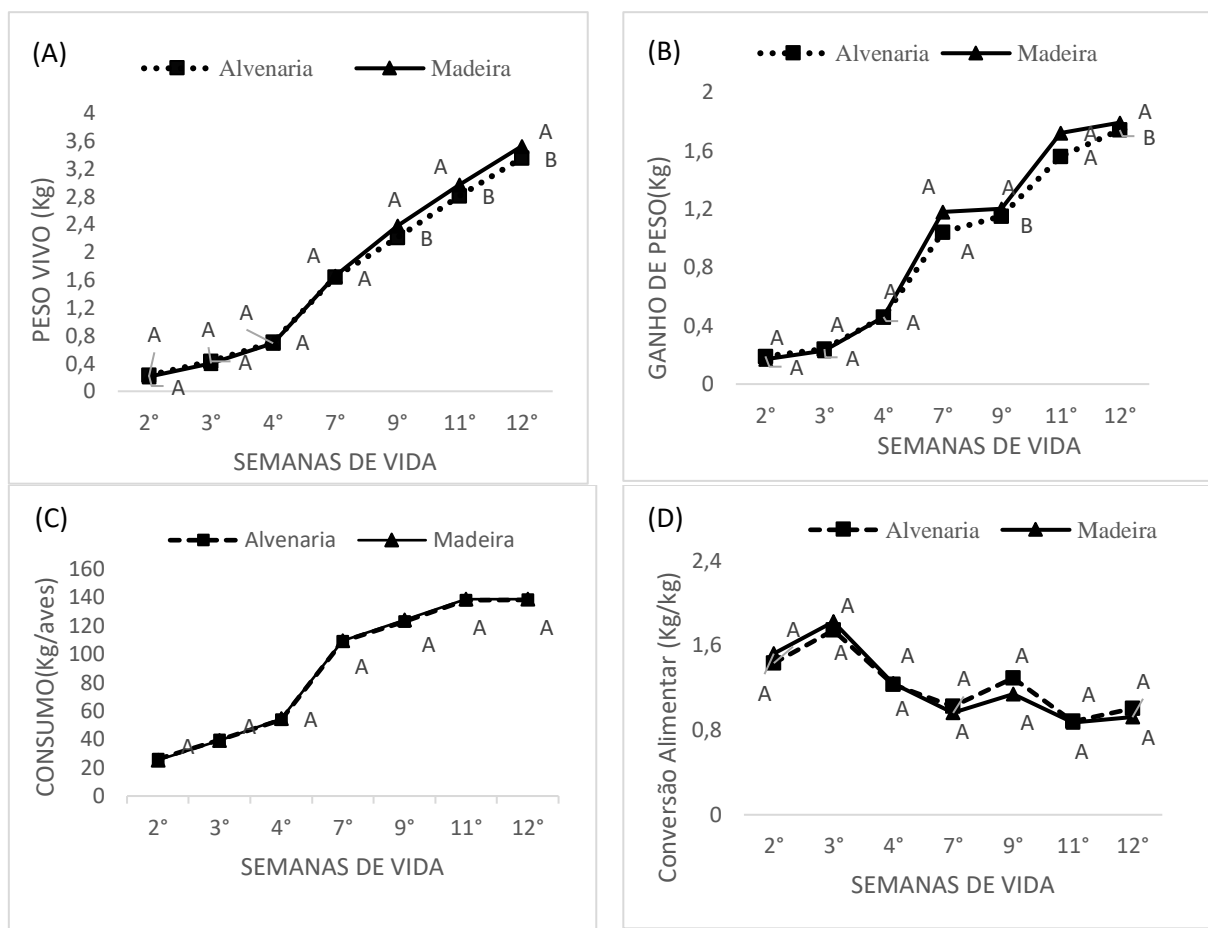 (A)
Alvenaria Madeira
PESO VIVO (Kg)
4
3,6
3,2
2,8
2,4
2
1,6
1,2
0,8
0,4
0
A
A
A
A
A
A
A
A
A
B
A
B
A
B
2° 3° 4° 7° 9° 11° 12°
SEMANAS DE VIDA
(B)
Alvenaria Madeira
GANHO DE PESO(Kg)
2
1,6
1,2
0,8
0,4
0
A
A
A
A
A
A
A
A
A
B
A
A
A
B
2° 3° 4° 7° 9° 11° 12°
SEMANAS DE VIDA
(C)
Alvenaria Madeira
CONSUMO(Kg/aves)
160
140
120
100
80
60
40
20
0
A
A
A
A
A
A
A
2° 3° 4° 7° 9° 11° 12°
SEMANAS DE VIDA
(D)
Alvenaria Madeira
Conversão Alimentar (Kg/kg)
2,4
1,6
0,8
0
A
A
A
A
A
A
A
A
A
A
A
A
A
A
2° 3° 4° 7° 9° 11° 12°
SEMANAS DE VIDA